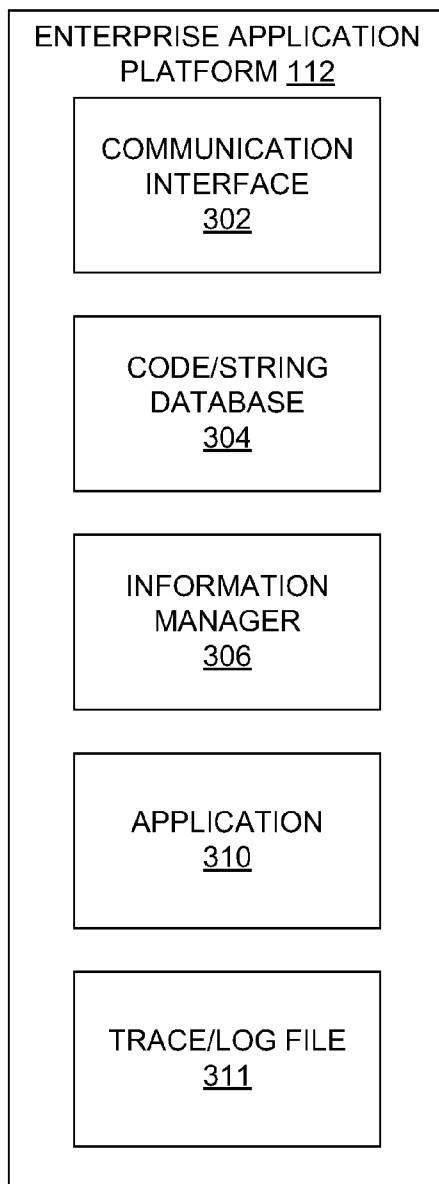 ENTERPRISE APPLICATION
PLATFORM 112
COMMUNICATION
INTERFACE
302
CODE/STRING
DATABASE
304
INFORMATION
MANAGER
306
APPLICATION
310
TRACE/LOG FILE
311